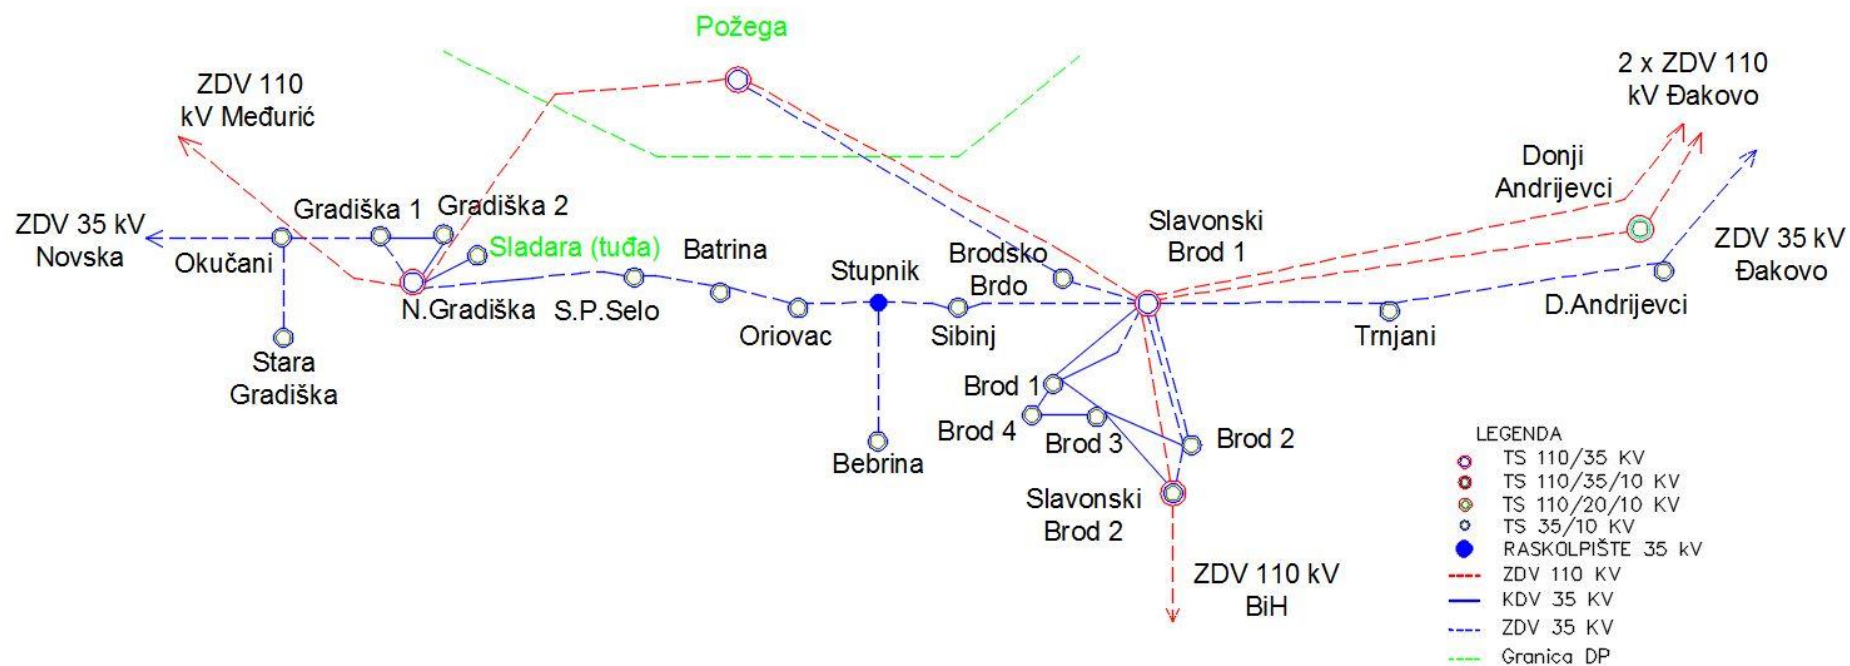 Požega
ZDV 110
kV Međurić
2 x ZDV 110
kV Đakovo
Donji
Andrijevci
Gradiška 1
Gradiška 2
ZDV 35 kV
Novska
Okučani
Sladara (tuđa)
Batrina
Stupnik
Brodsko
Brdo
Slavonski
Brod 1
ZDV 35 kV
Đakovo
N.Gradiška
S.P.Selo
Oriovac
Sibinj
Trnjani
D.Andrijevci
Stara
Gradiška
Brod 1
Brod 4
Brod 3
Brod 2
Bebrina
Slavonski
Brod 2
ZDV 110 kV
BiH
LEGENDA
TS 110/35 KV
TS 110/35/10 KV
TS 110/20/10 KV
TS 35/10 KV
RASKOLPIŠTE 35 kV
ZDV 110 KV
KDV 35 KV
ZDV 35 KV
Granica DP